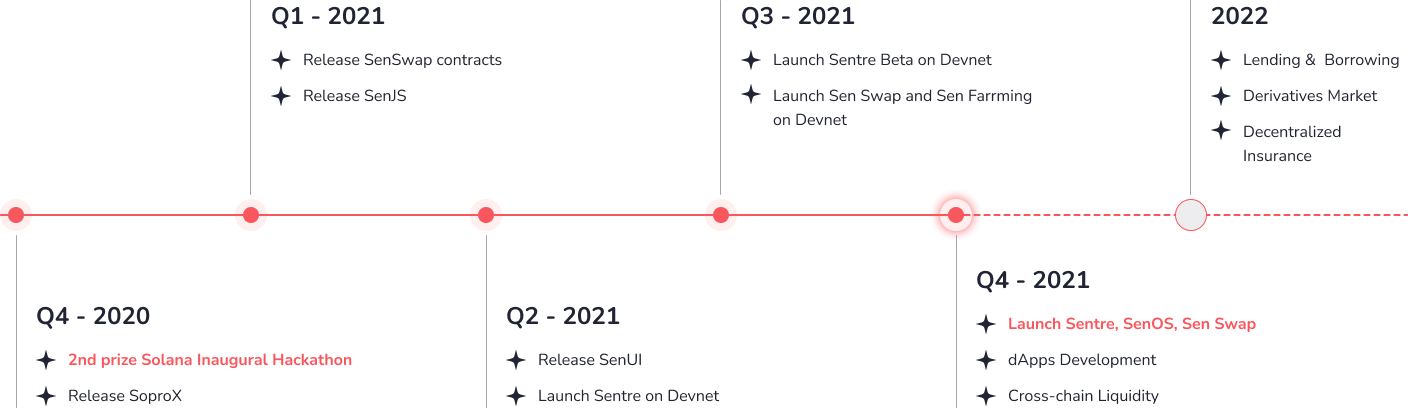 Q1 - 2021
Release SenSwap contracts
Release SenJS
Q3 - 2021
Launch Sentre Beta on Devnet
Launch Sen Swap and Sen Farrming
on Devnet
2022
Lending & Borrowing
Derivatives Market
Decentralized
Insurance
Q4 - 2020
2nd prize Solana Inaugural Hackathon
Release SoproX
Q2 - 2021
Release SenUI
Launch Sentre on Devnet
Q4 - 2021
Launch Sentre, SenOS, Sen Swap
dApps Development
Cross-chain Liquidity